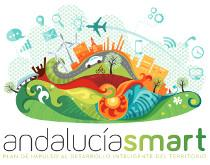 andalucíasmart
PLAN DE IMPULSO AL DESARROLLO INTELIGENTE DEL TERRITORIO